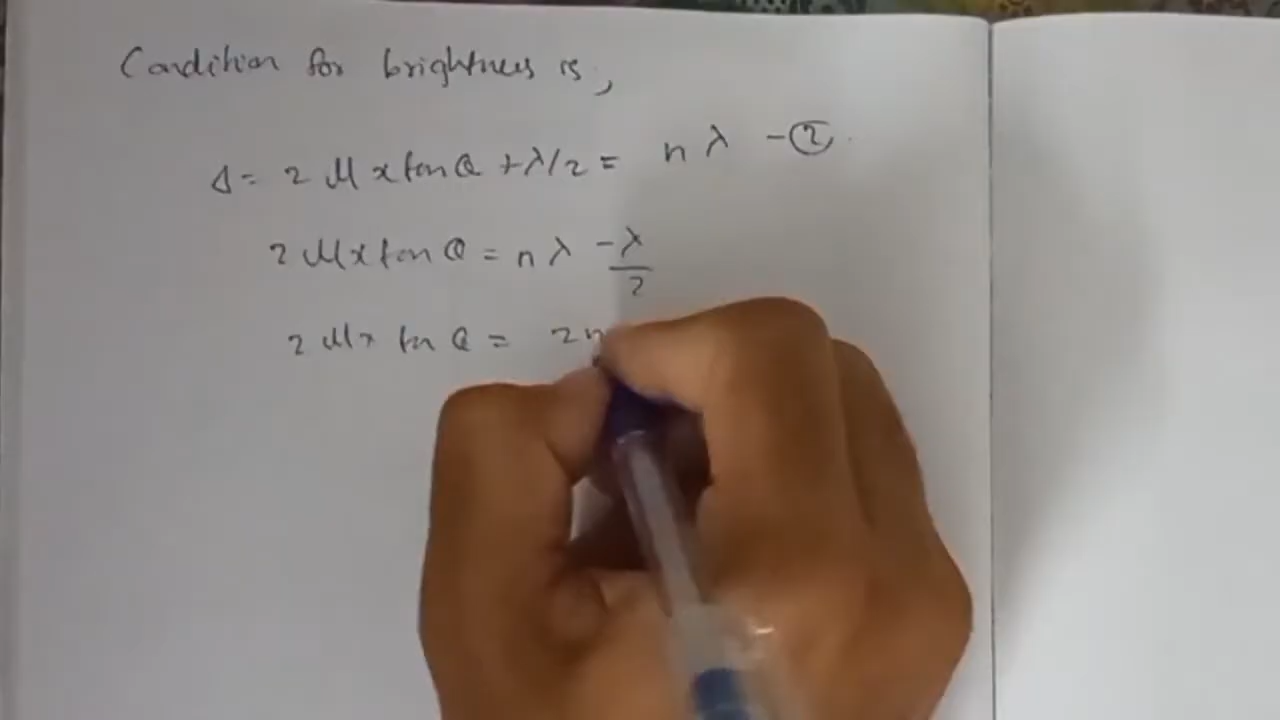 Condition for brightness is,
Δ = 2 μ x tan θ + λ/2 = n λ - ②
2 μ x tan θ = n λ - λ/2
2 μ x tan θ = 2n